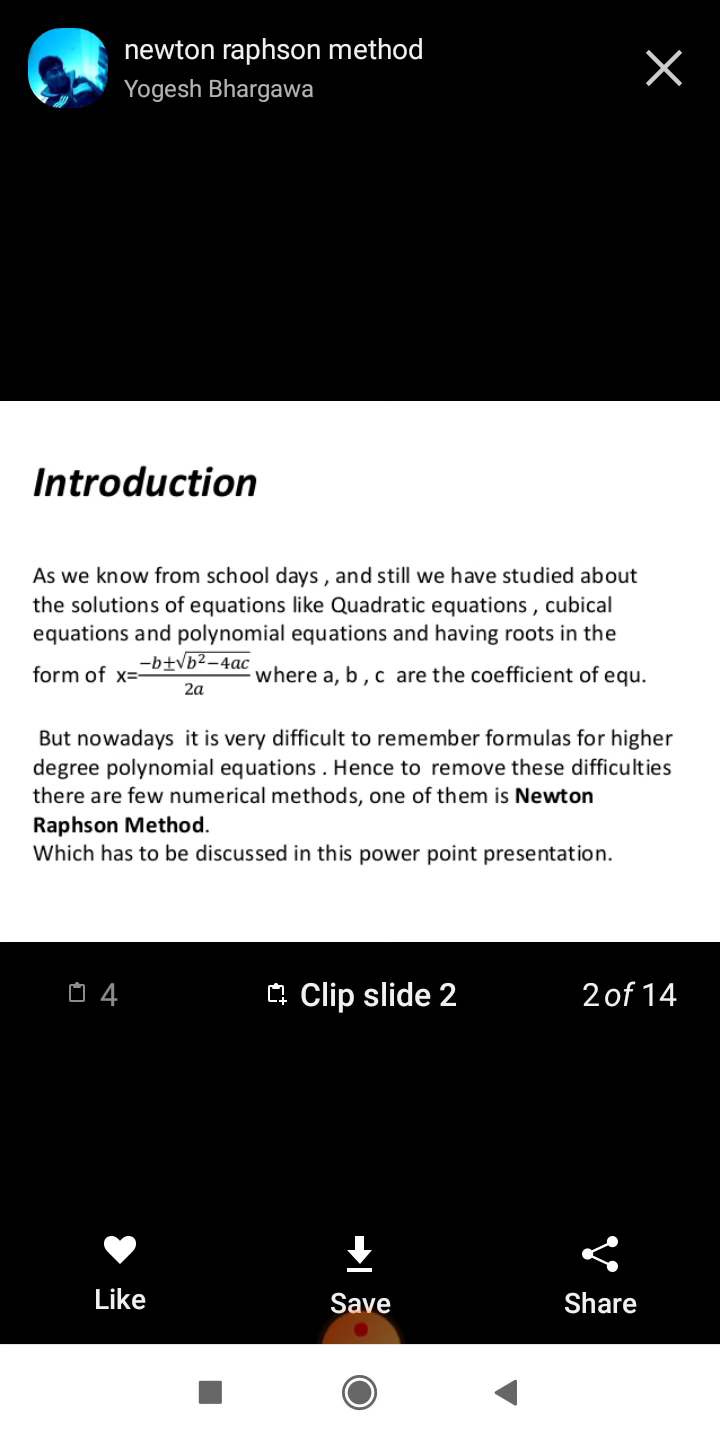 newton raphson method
Yogesh Bhargawa
Introduction
As we know from school days , and still we have studied about
the solutions of equations like Quadratic equations , cubical
equations and polynomial equations and having roots in the
form of x=−b±√b²−4ac/2a where a, b , c are the coefficient of equ.
But nowadays it is very difficult to remember formulas for higher
degree polynomial equations . Hence to remove these difficulties
there are few numerical methods, one of them is Newton
Raphson Method.
Which has to be discussed in this power point presentation.
4 Clip slide 2 2 of 14
Like Save Share